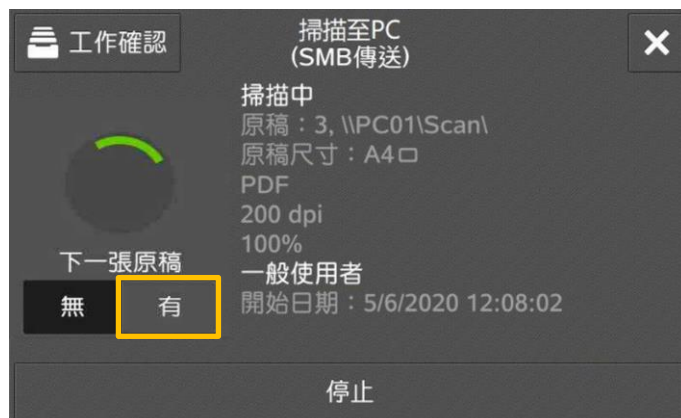 工作確認
掃描至PC
(SMB傳送)
掃描中
原稿：3, \\PC01\Scan\
原稿尺寸：A4
PDF
200 dpi
100%
一般使用者
開始日期：5/6/2020 12:08:02
下一張原稿
無
有
停止